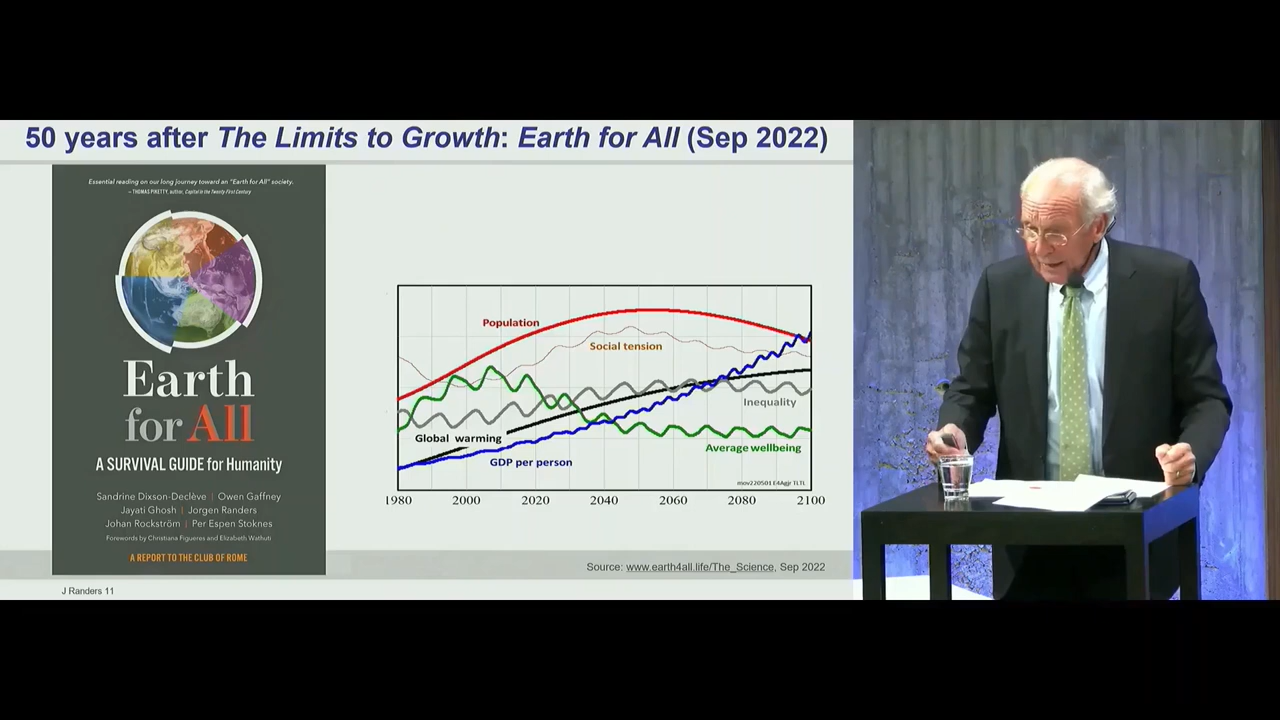 50 years after The Limits to Growth: Earth for All (Sep 2022)
Essential reading on our long journey toward an "Earth for All" society.
— THOMAS PIKETTY, author, Capital in the Twenty First Century
Earth
for All
A SURVIVAL GUIDE for Humanity
Sandrine Dixson-Declève | Owen Gaffney
Jayati Ghosh | Jorgen Randers
Johan Rockström | Per Espen Stoknes
Forewords by Christiana Figueres and Elizabeth Wathuti
A REPORT TO THE CLUB OF ROME
Population
Social tension
Inequality
Global warming
Average wellbeing
GDP per person
mov220501 E4Agjr TLTL
1980 2000 2020 2040 2060 2080 2100
Source: www.earth4all.life/The_Science, Sep 2022
J Randers 11